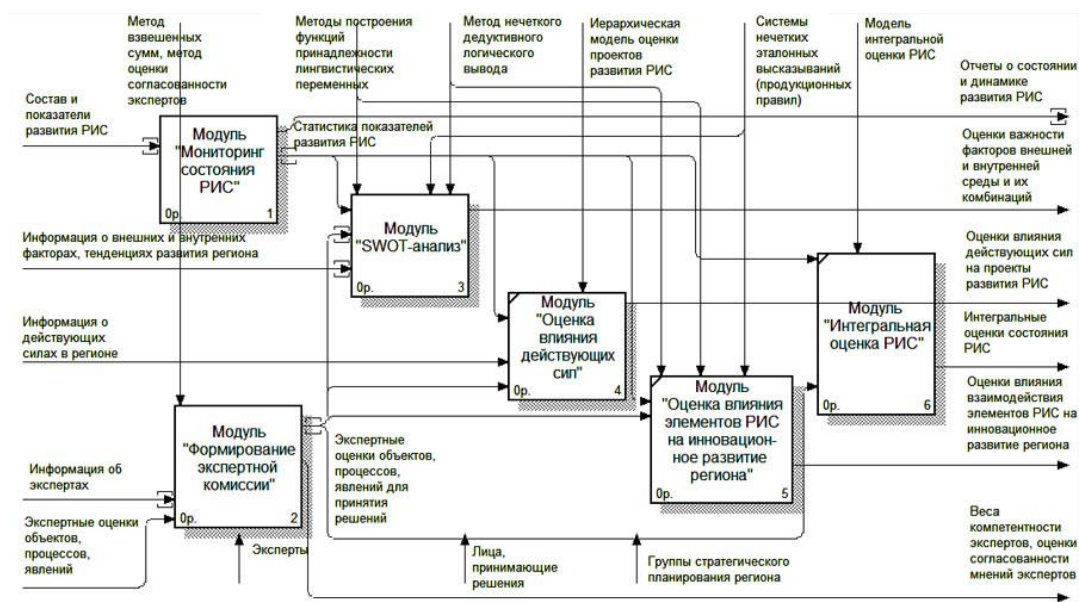 Метод
взвешенных
сумм, метод
оценки
согласованности
экспертов
Методы построения
функций
принадлежности
лингвистических
переменных
Метод нечеткого
дедуктивного
логического
вывода
Иерархическая
модель оценки
проектов
развития РИС
Системы
нечетких
эталонных
высказываний
(продукционных
правил)
Модель
интегральной
оценки РИС
Отчеты о состоянии
и динамике
развития РИС
Состав и
показатели
развития РИС
Модуль
"Мониторинг
состояния
РИС"
0р. 1
Статистика показателей
развития РИС
Оценки важности
факторов внешней
и внутренней
среды и их
комбинаций
Модуль
"SWOT-анализ"
0р. 3
Информация о внешних и внутренних
факторах, тенденциях развития региона
Оценки влияния
действующих сил
на проекты
развития РИС
Модуль
"Оценка
влияния
действующих
сил"
0р. 4
Модуль
"Интегральная
оценка РИС"
0р. 6
Информация о
действующих
силах в регионе
Интегральные
оценки состояния
РИС
Модуль
"Оценка влияния
элементов РИС
на инновацион-
ное развитие
региона"
0р. 5
Оценки влияния
взаимодействия
элементов РИС на
инновационное
развитие региона
Модуль
"Формирование
экспертной
комиссии"
0р. 2
Экспертные
оценки объектов,
процессов,
явлений для
принятия
решений
Информация об
экспертах
Экспертные оценки
объектов,
процессов,
явлений
Эксперты
Лица,
принимающие
решения
Группы стратегического
планирования региона
Веса
компетентности
экспертов, оценки
согласованности
мнений экспертов